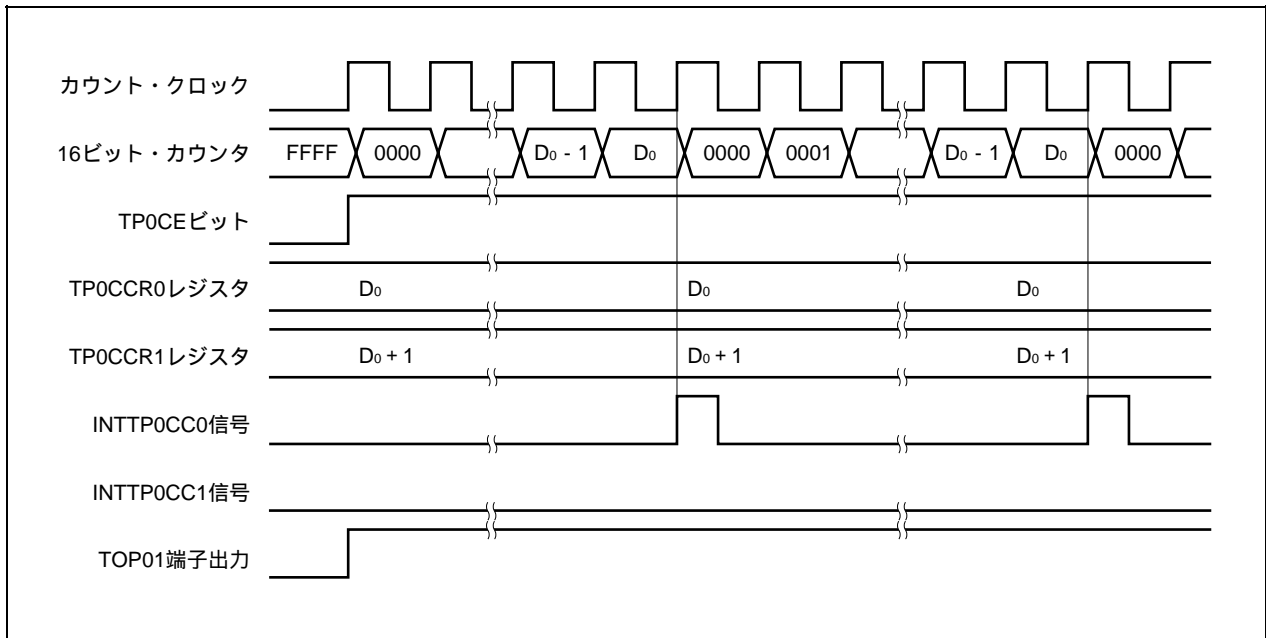 カウント・クロック
16ビット・カウンタ FFFF 0000 D0 - 1 D0 0000 0001 D0 - 1 D0 0000
TP0CEビット
TP0CCR0レジスタ D0 D0 D0
TP0CCR1レジスタ D0 + 1 D0 + 1 D0 + 1
INTTP0CC0信号
INTTP0CC1信号
TOP01端子出力